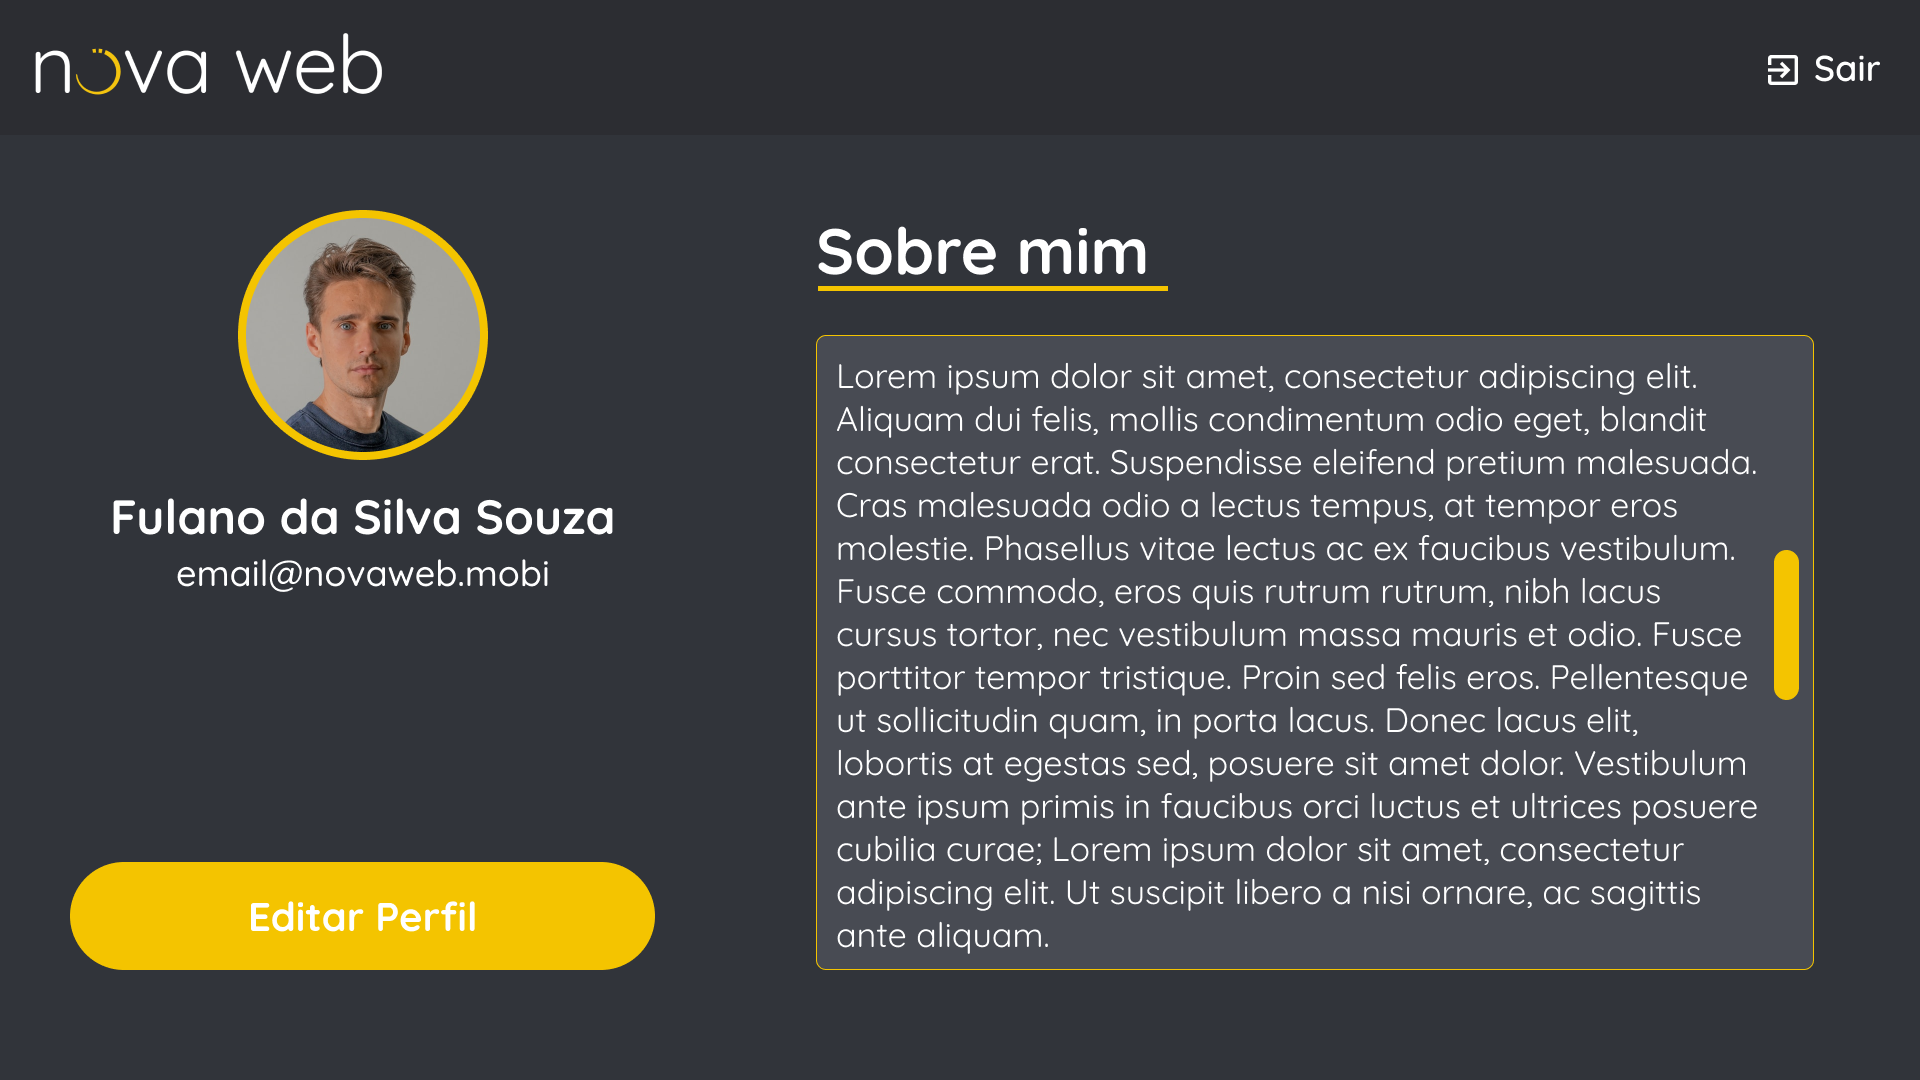 nova web
Sair
Fulano da Silva Souza
email@novaweb.mobi
Editar Perfil
Sobre mim
Lorem ipsum dolor sit amet, consectetur adipiscing elit.
Aliquam dui felis, mollis condimentum odio eget, blandit
consectetur erat. Suspendisse eleifend pretium malesuada.
Cras malesuada odio a lectus tempus, at tempor eros
molestie. Phasellus vitae lectus ac ex faucibus vestibulum.
Fusce commodo, eros quis rutrum rutrum, nibh lacus
cursus tortor, nec vestibulum massa mauris et odio. Fusce
porttitor tempor tristique. Proin sed felis eros. Pellentesque
ut sollicitudin quam, in porta lacus. Donec lacus elit,
lobortis at egestas sed, posuere sit amet dolor. Vestibulum
ante ipsum primis in faucibus orci luctus et ultrices posuere
cubilia curae; Lorem ipsum dolor sit amet, consectetur
adipiscing elit. Ut suscipit libero a nisi ornare, ac sagittis
ante aliquam.